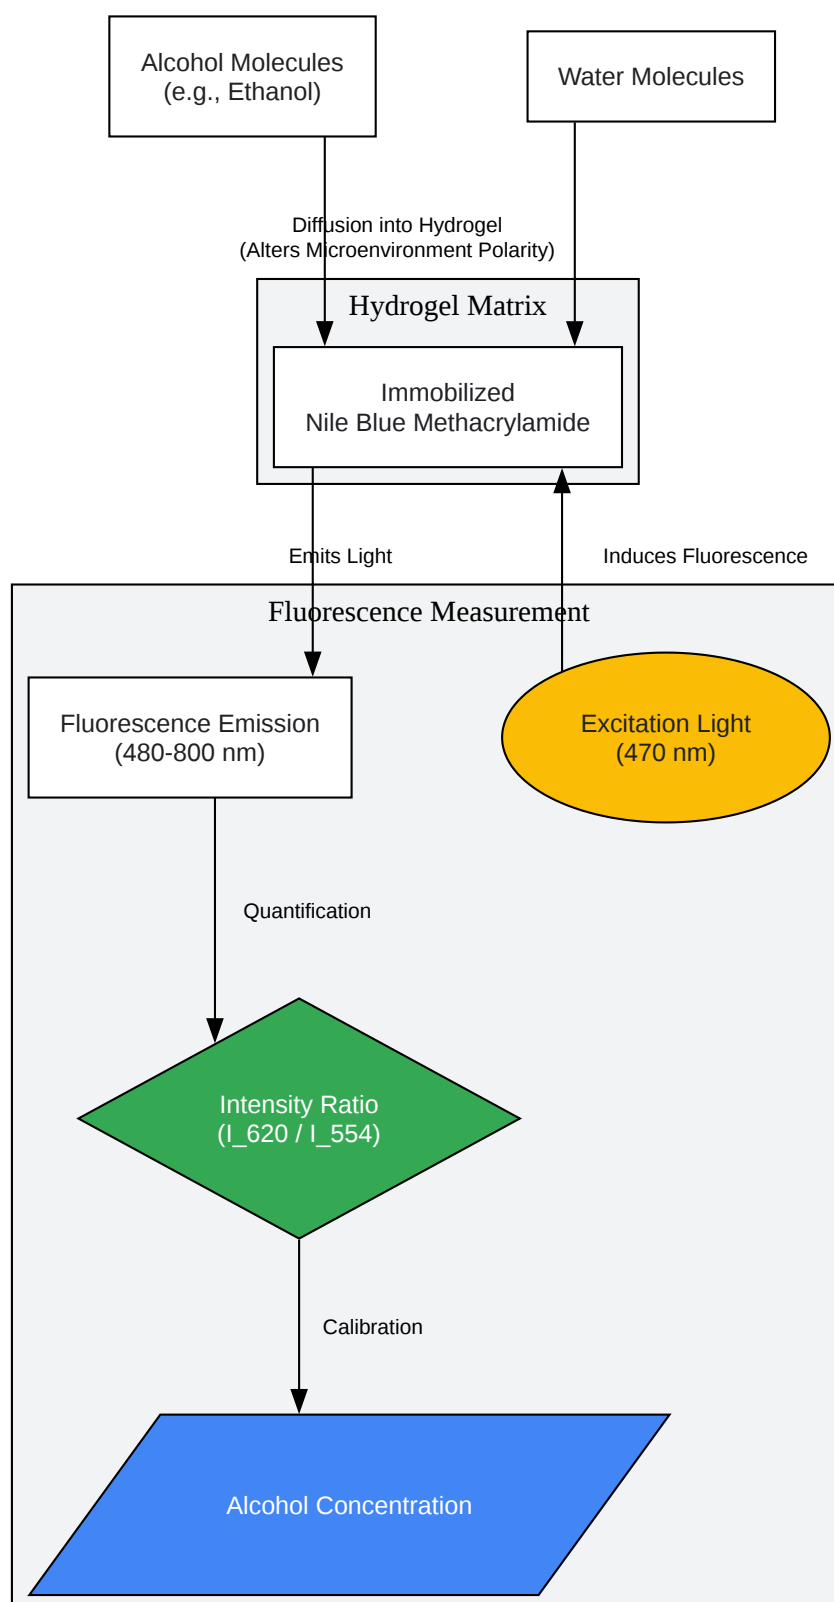 Alcohol Molecules
(e.g., Ethanol)
Water Molecules
Diffusion into Hydrogel
(Alters Microenvironment Polarity)
Hydrogel Matrix
Immobilized
Nile Blue Methacrylamide
Emits Light
Induces Fluorescence
Fluorescence Measurement
Fluorescence Emission
(480-800 nm)
Excitation Light
(470 nm)
Quantification
Intensity Ratio
(I_620 / I_554)
Calibration
Alcohol Concentration